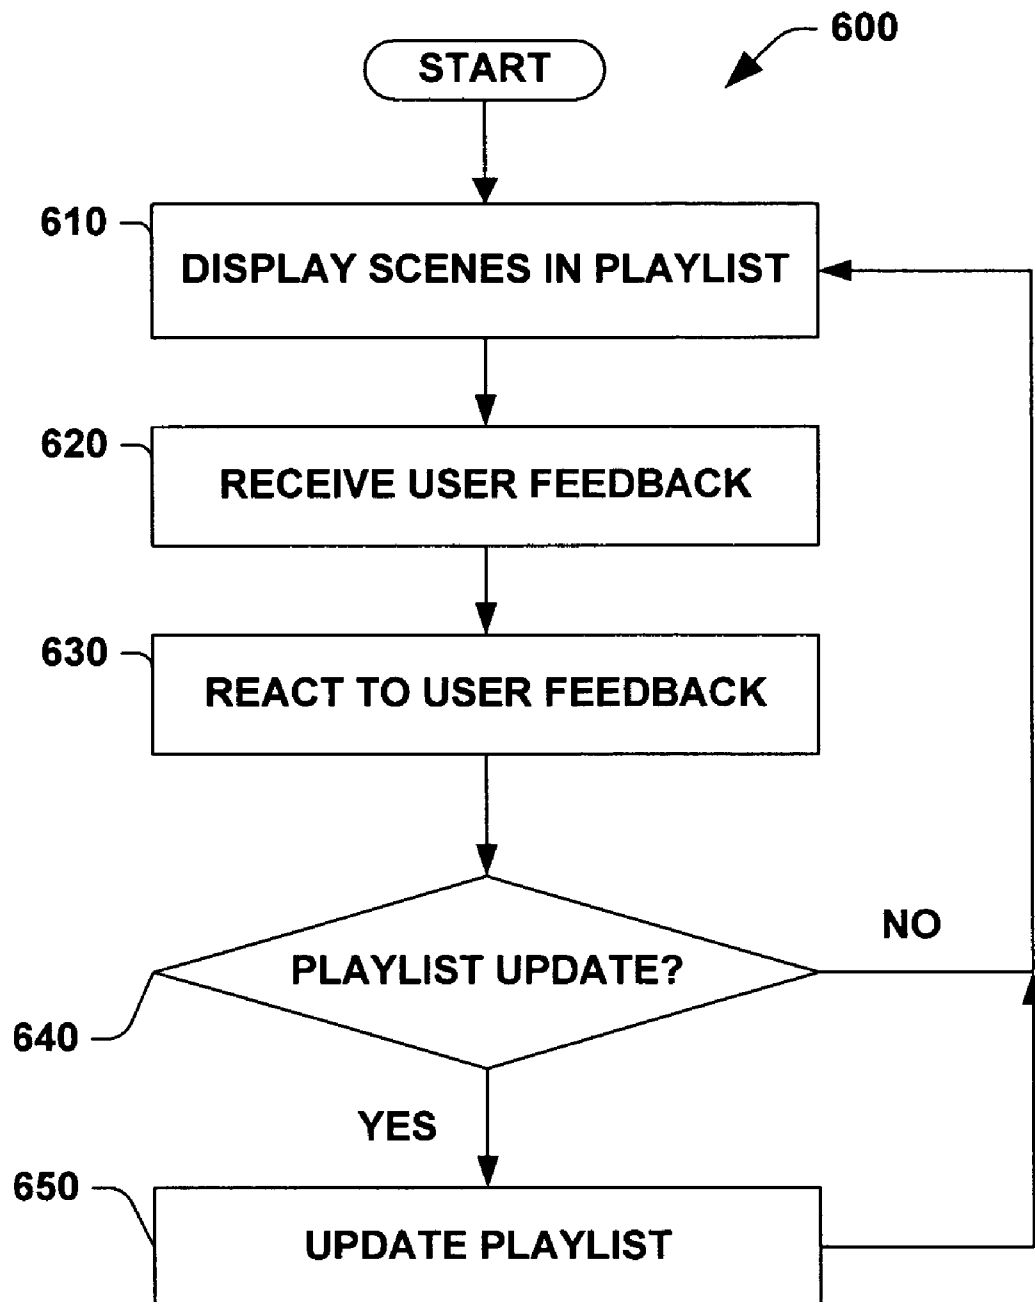 600
START
610
DISPLAY SCENES IN PLAYLIST
620
RECEIVE USER FEEDBACK
630
REACT TO USER FEEDBACK
NO
PLAYLIST UPDATE?
640
YES
650
UPDATE PLAYLIST